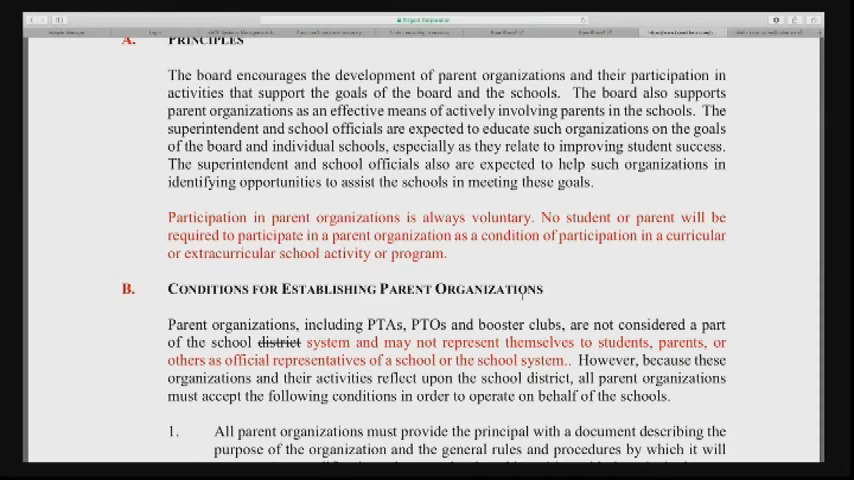 Diligent Corporation
A. PRINCIPLES
The board encourages the development of parent organizations and their participation in
activities that support the goals of the board and the schools. The board also supports
parent organizations as an effective means of actively involving parents in the schools. The
superintendent and school officials are expected to educate such organizations on the goals
of the board and individual schools, especially as they relate to improving student success.
The superintendent and school officials also are expected to help such organizations in
identifying opportunities to assist the schools in meeting these goals.
Participation in parent organizations is always voluntary. No student or parent will be
required to participate in a parent organization as a condition of participation in a curricular
or extracurricular school activity or program.
B. CONDITIONS FOR ESTABLISHING PARENT ORGANIZATIONS
Parent organizations, including PTAs, PTOs and booster clubs, are not considered a part
of the school district system and may not represent themselves to students, parents, or
others as official representatives of a school or the school system.. However, because these
organizations and their activities reflect upon the school district, all parent organizations
must accept the following conditions in order to operate on behalf of the schools.
1. All parent organizations must provide the principal with a document describing the
purpose of the organization and the general rules and procedures by which it will